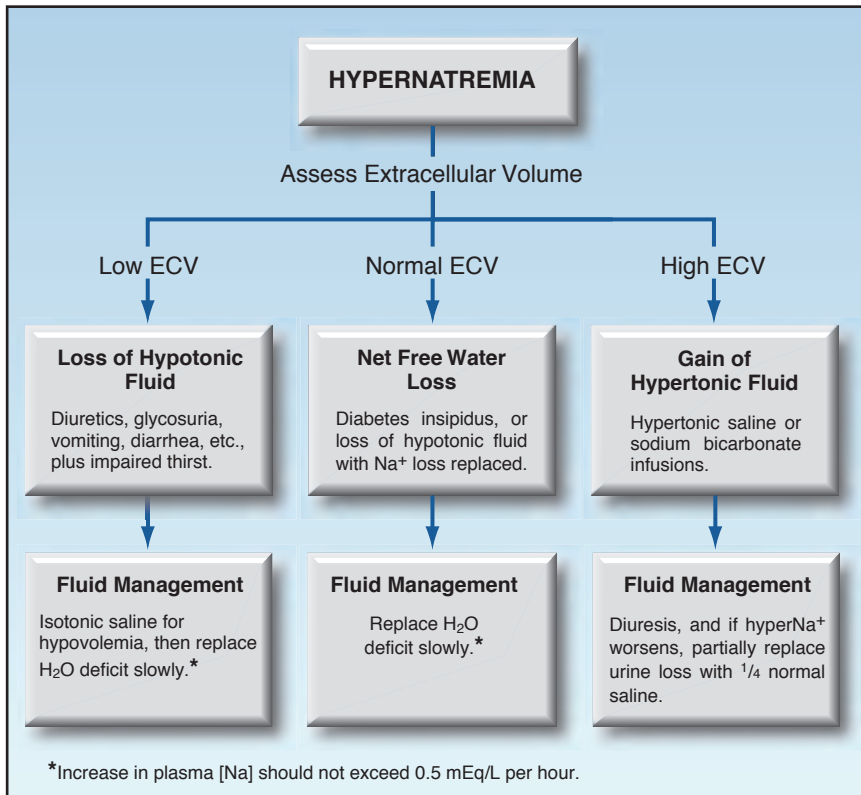 HYPERNATREMIA
Assess Extracellular Volume
Low ECV
Normal ECV
High ECV
Loss of Hypotonic
Fluid
Diuretics, glycosuria,
vomiting, diarrhea, etc.,
plus impaired thirst.
Net Free Water
Loss
Diabetes insipidus, or
loss of hypotonic fluid
with Na⁺ loss replaced.
Gain of
Hypertonic Fluid
Hypertonic saline or
sodium bicarbonate
infusions.
Fluid Management
Isotonic saline for
hypovolemia, then replace
H₂O deficit slowly.*
Fluid Management
Replace H₂O
deficit slowly.*
Fluid Management
Diuresis, and if hyperNa⁺
worsens, partially replace
urine loss with ¹/₄ normal
saline.
*Increase in plasma [Na] should not exceed 0.5 mEq/L per hour.